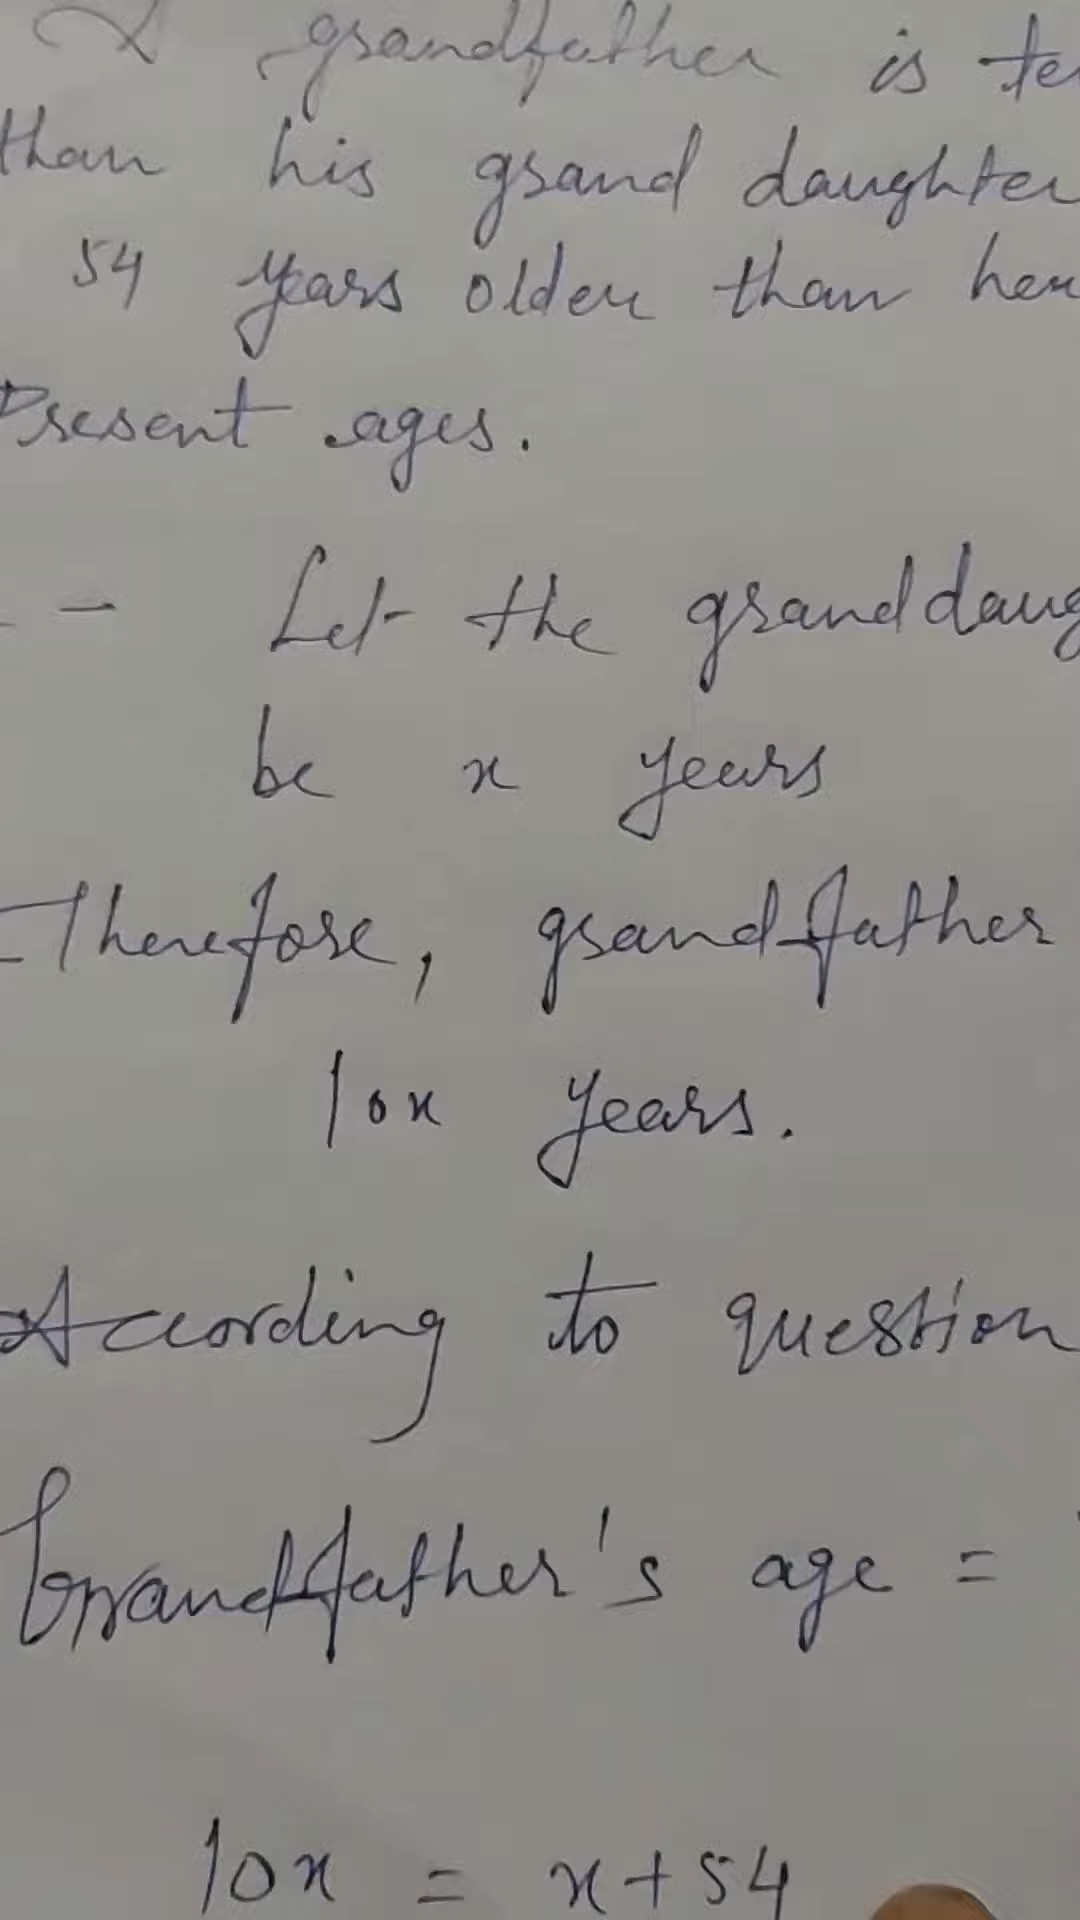 grandfather is te
than his grand daughter
54 years older than her
Present ages.
- Let the granddaug
be x years
Therefore, grandfather
10x years.
According to question
Grandfather's age =
10x = x + 54